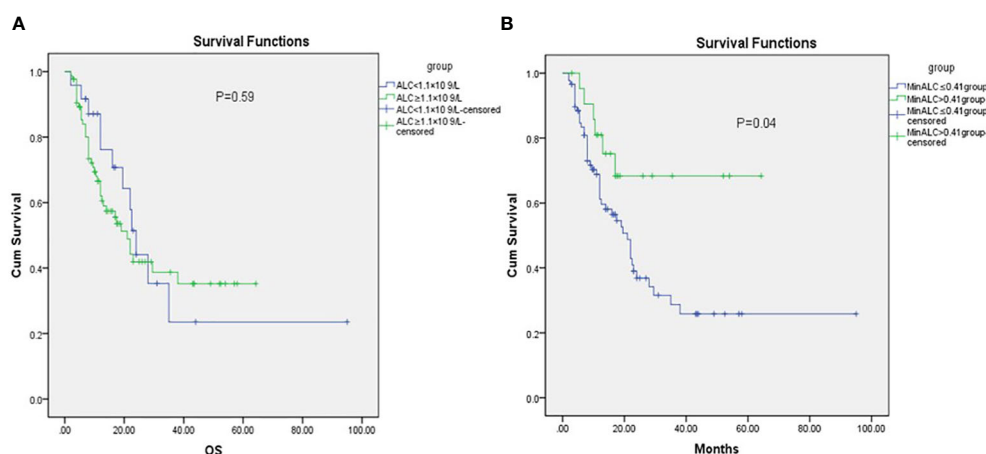 A
Survival Functions
group
ALC<1.1×10 9/L
ALC≥1.1×10 9/L
ALC<1.1×10 9/L-censored
ALC≥1.1×10 9/L-
censored
P=0.59
Cum Survival
1.0
0.8
0.6
0.4
0.2
0.0
.00 20.00 40.00 60.00 80.00 100.00
OS
B
Survival Functions
group
MinALC≤0.41group
MinALC>0.41group
MinALC≤0.41group-
censored
MinALC>0.41group-
censored
P=0.04
Cum Survival
1.0
0.8
0.6
0.4
0.2
0.0
.00 20.00 40.00 60.00 80.00 100.00
Months